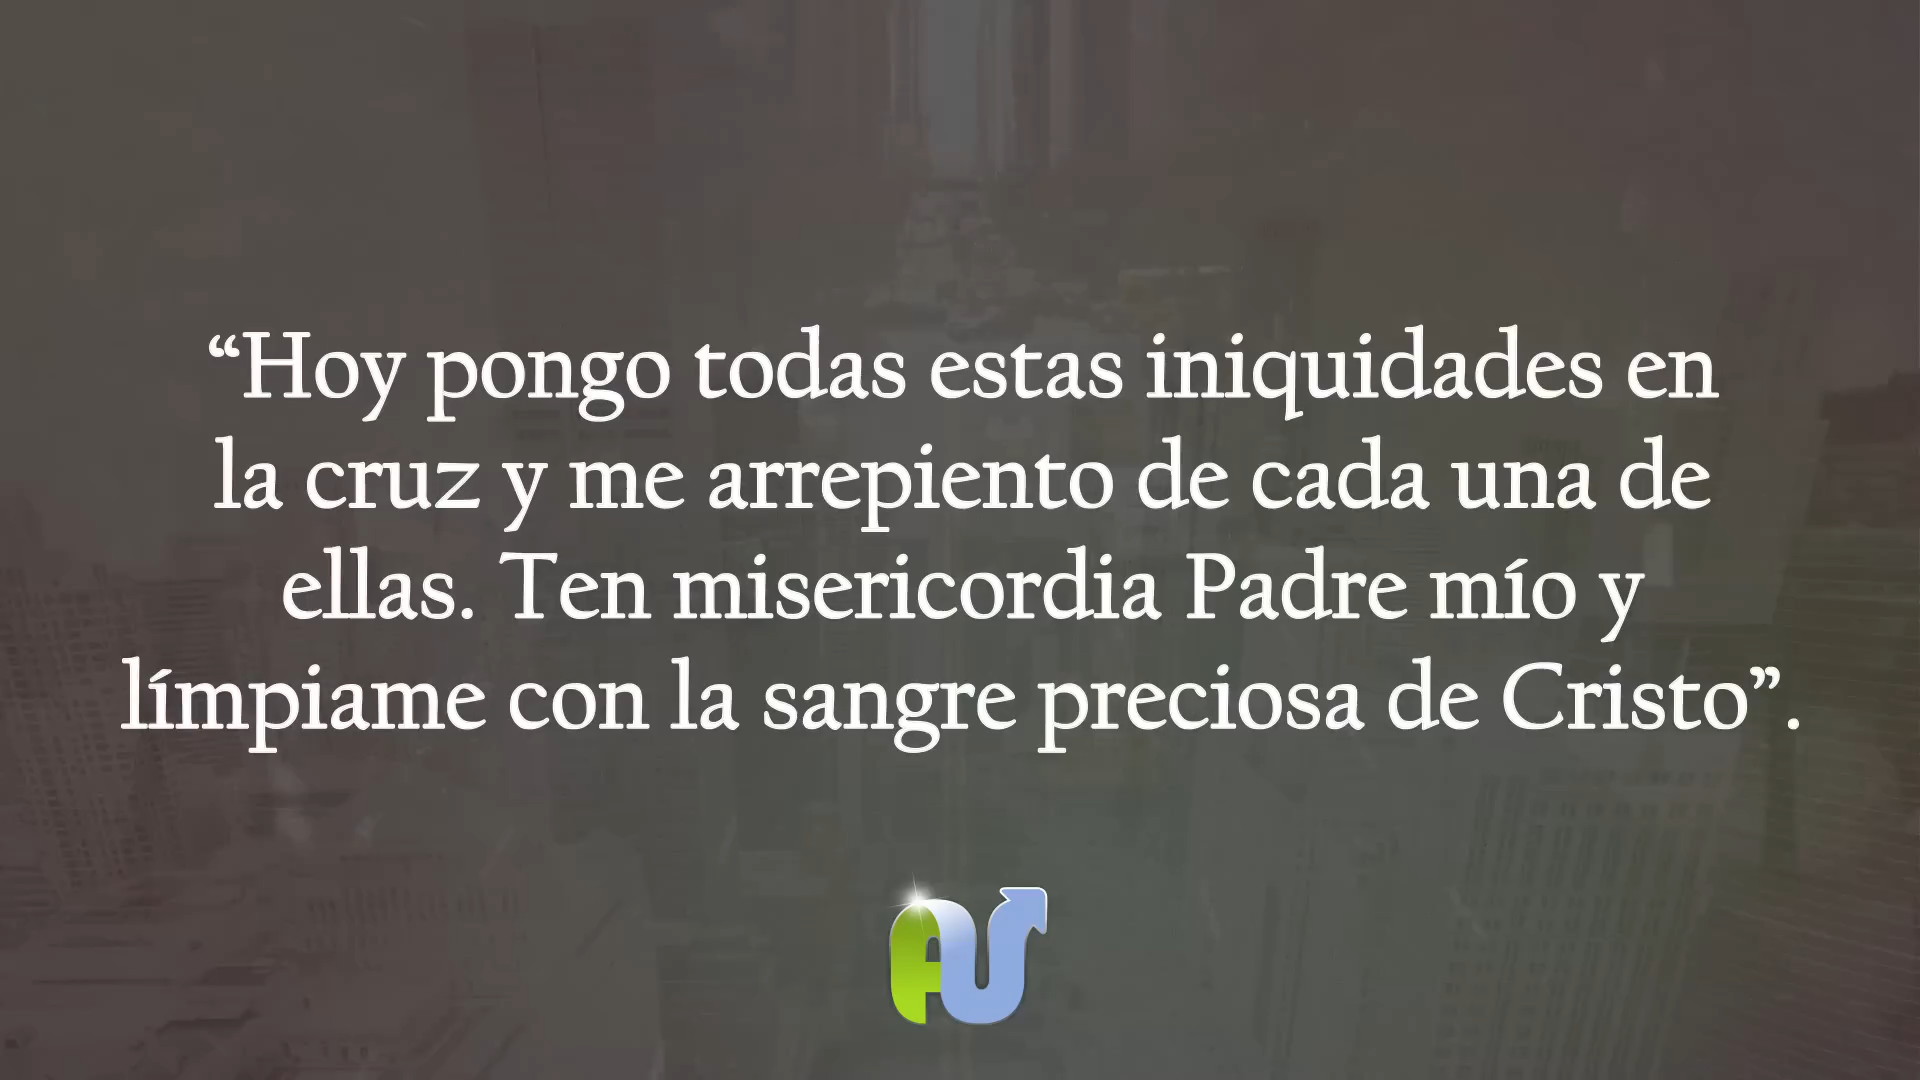 “Hoy pongo todas estas iniquidades en
la cruz y me arrepiento de cada una de
ellas. Ten misericordia Padre mío y
límpiame con la sangre preciosa de Cristo”.